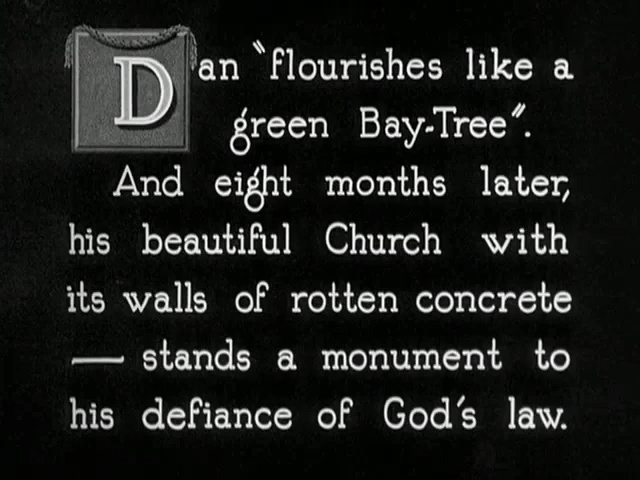 Dan "flourishes like a
green Bay-Tree".
And eight months later,
his beautiful Church with
its walls of rotten concrete
— stands a monument to
his defiance of God's law.